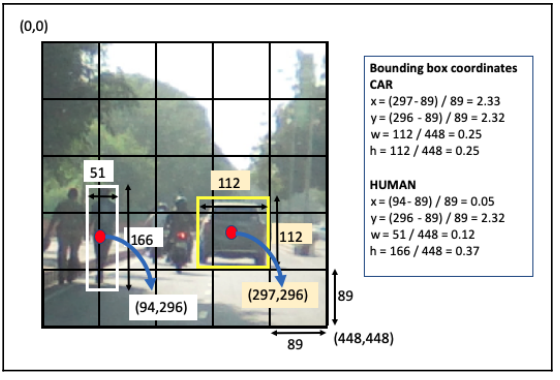 (0,0)
Bounding box coordinates
CAR
x = (297 - 89) / 89 = 2.33
y = (296 - 89) / 89 = 2.32
w = 112 / 448 = 0.25
h = 112 / 448 = 0.25
HUMAN
x = (94 - 89) / 89 = 0.05
y = (296 - 89) / 89 = 2.32
w = 51 / 448 = 0.12
h = 166 / 448 = 0.37
51
112
166
112
(94,296)
(297,296)
89
89
(448,448)